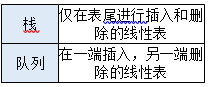 栈
仅在表尾进行插入和删
除的线性表
队列
在一端插入，另一端删
除的线性表